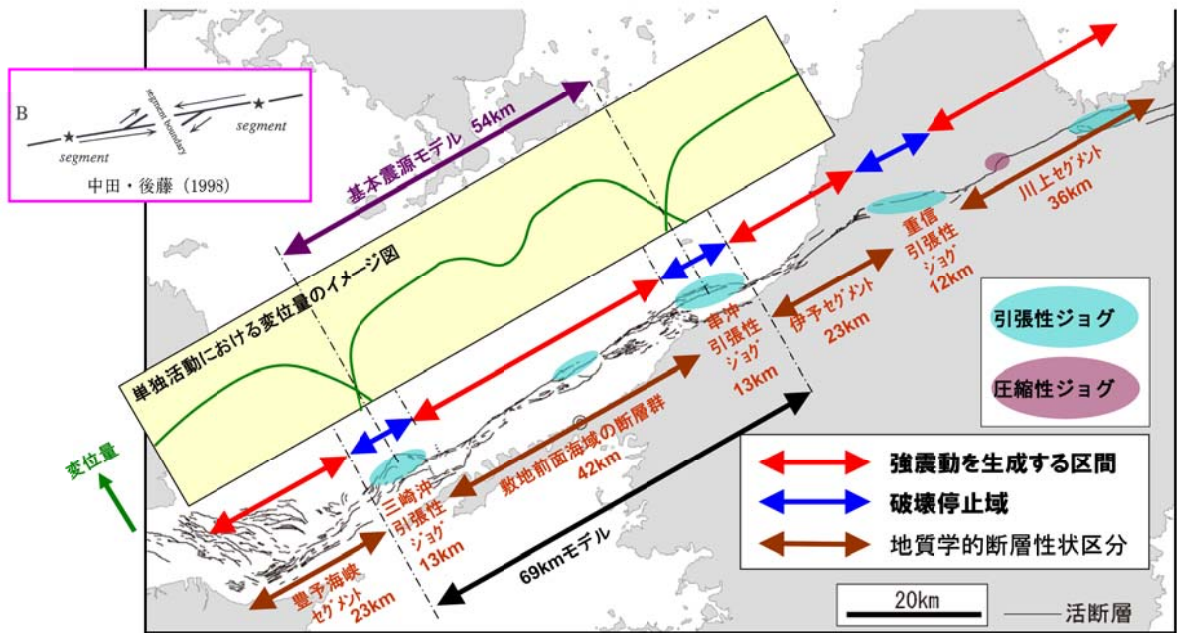 B
segment
segment boundary
segment
中田・後藤（1998）
基本震源モデル 54km
単独活動における変位量のイメージ図
変位量
川上セグメント
36km
重信
引張性
ジョグ
12km
伊予セグメント
23km
串沖
引張性
ジョグ
13km
敷地前面海域の断層群
42km
三崎沖
引張性
ジョグ
13km
豊予海峡
セグメント
23km
69kmモデル
引張性ジョグ
圧縮性ジョグ
強震動を生成する区間
破壊停止域
地質学的断層性状区分
20km
活断層